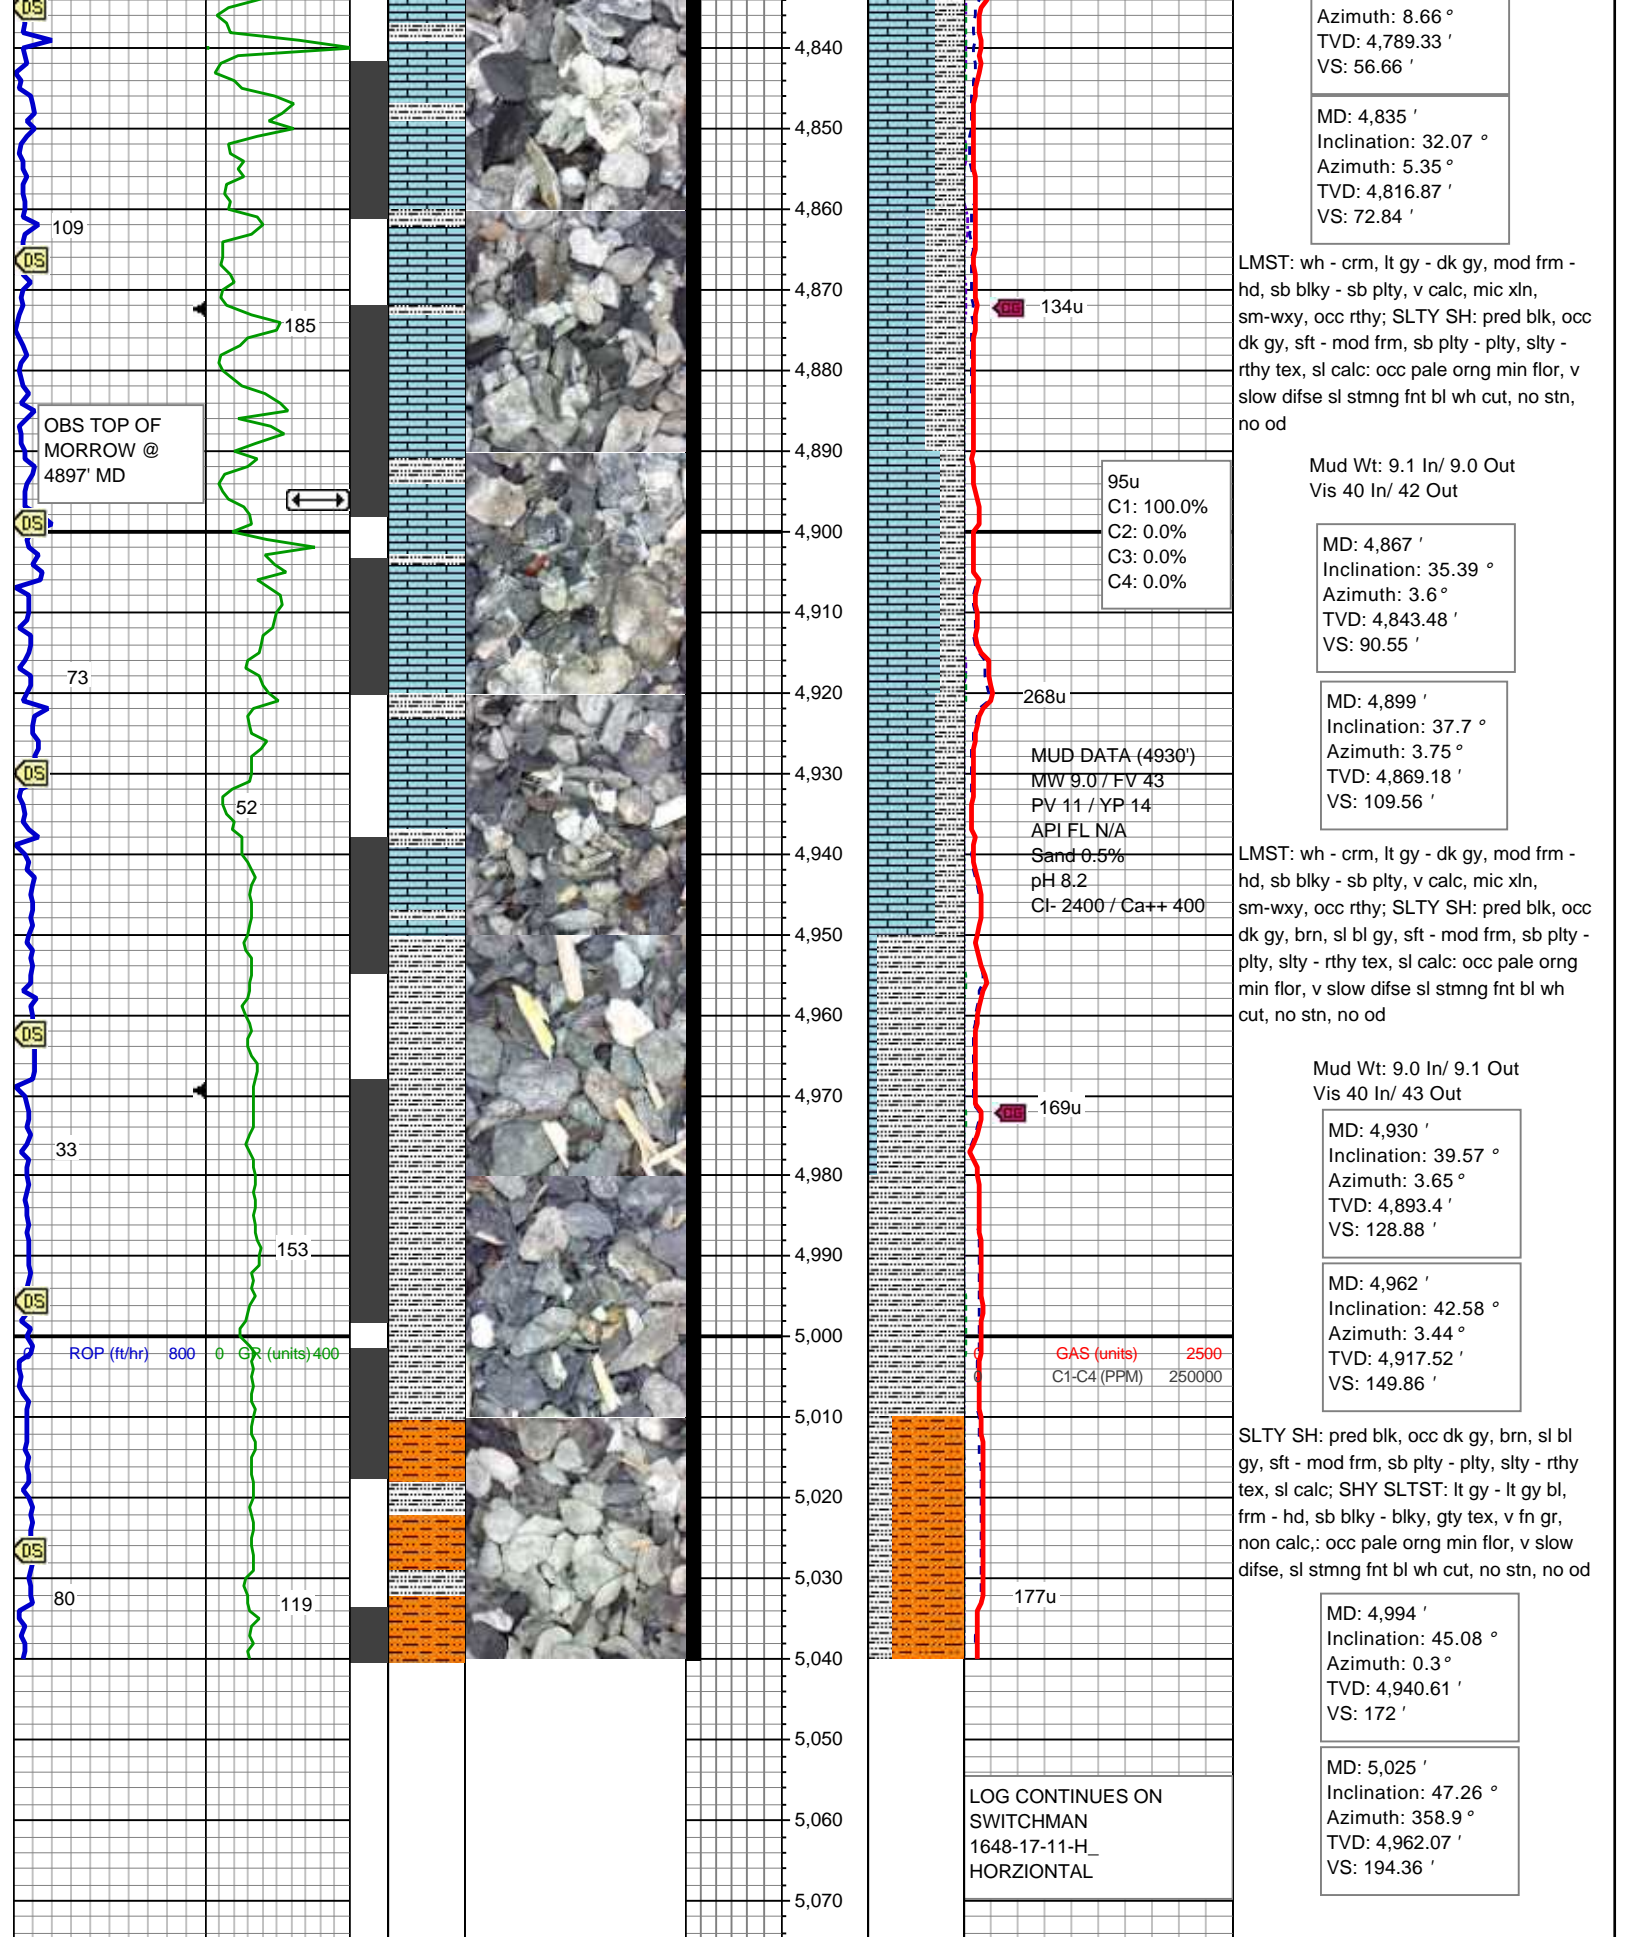 DS
109
DS
185
OBS TOP OF
MORROW @
4897' MD
DS
73
DS
52
DS
33
153
DS
0 ROP (ft/hr) 800 0 GR (units) 400
DS
80
119
4,840
4,850
4,860
4,870
4,880
4,890
4,900
4,910
4,920
4,930
4,940
4,950
4,960
4,970
4,980
4,990
5,000
5,010
5,020
5,030
5,040
5,050
5,060
5,070
CG 134u
95u
C1: 100.0%
C2: 0.0%
C3: 0.0%
C4: 0.0%
268u
MUD DATA (4930')
MW 9.0 / FV 43
PV 11 / YP 14
API FL N/A
Sand 0.5%
pH 8.2
Cl- 2400 / Ca++ 400
CG 169u
0 GAS (units) 2500
0 C1-C4 (PPM) 250000
177u
LOG CONTINUES ON
SWITCHMAN
1648-17-11-H_
HORZIONTAL
Azimuth: 8.66°
TVD: 4,789.33 '
VS: 56.66 '
MD: 4,835 '
Inclination: 32.07 °
Azimuth: 5.35°
TVD: 4,816.87 '
VS: 72.84 '
LMST: wh - crm, lt gy - dk gy, mod frm -
hd, sb blky - sb plty, v calc, mic xln,
sm-wxy, occ rthy; SLTY SH: pred blk, occ
dk gy, sft - mod frm, sb plty - plty, slty -
rthy tex, sl calc: occ pale orng min flor, v
slow difse sl stmng fnt bl wh cut, no stn,
no od
Mud Wt: 9.1 In/ 9.0 Out
Vis 40 In/ 42 Out
MD: 4,867 '
Inclination: 35.39 °
Azimuth: 3.6°
TVD: 4,843.48 '
VS: 90.55 '
MD: 4,899 '
Inclination: 37.7 °
Azimuth: 3.75°
TVD: 4,869.18 '
VS: 109.56 '
LMST: wh - crm, lt gy - dk gy, mod frm -
hd, sb blky - sb plty, v calc, mic xln,
sm-wxy, occ rthy; SLTY SH: pred blk, occ
dk gy, brn, sl bl gy, sft - mod frm, sb plty -
plty, slty - rthy tex, sl calc: occ pale orng
min flor, v slow difse sl stmng fnt bl wh
cut, no stn, no od
Mud Wt: 9.0 In/ 9.1 Out
Vis 40 In/ 43 Out
MD: 4,930 '
Inclination: 39.57 °
Azimuth: 3.65°
TVD: 4,893.4 '
VS: 128.88 '
MD: 4,962 '
Inclination: 42.58 °
Azimuth: 3.44°
TVD: 4,917.52 '
VS: 149.86 '
SLTY SH: pred blk, occ dk gy, brn, sl bl
gy, sft - mod frm, sb plty - plty, slty - rthy
tex, sl calc; SHY SLTST: lt gy - lt gy bl,
frm - hd, sb blky - blky, gty tex, v fn gr,
non calc,: occ pale orng min flor, v slow
difse, sl stmng fnt bl wh cut, no stn, no od
MD: 4,994 '
Inclination: 45.08 °
Azimuth: 0.3°
TVD: 4,940.61 '
VS: 172 '
MD: 5,025 '
Inclination: 47.26 °
Azimuth: 358.9°
TVD: 4,962.07 '
VS: 194.36 '